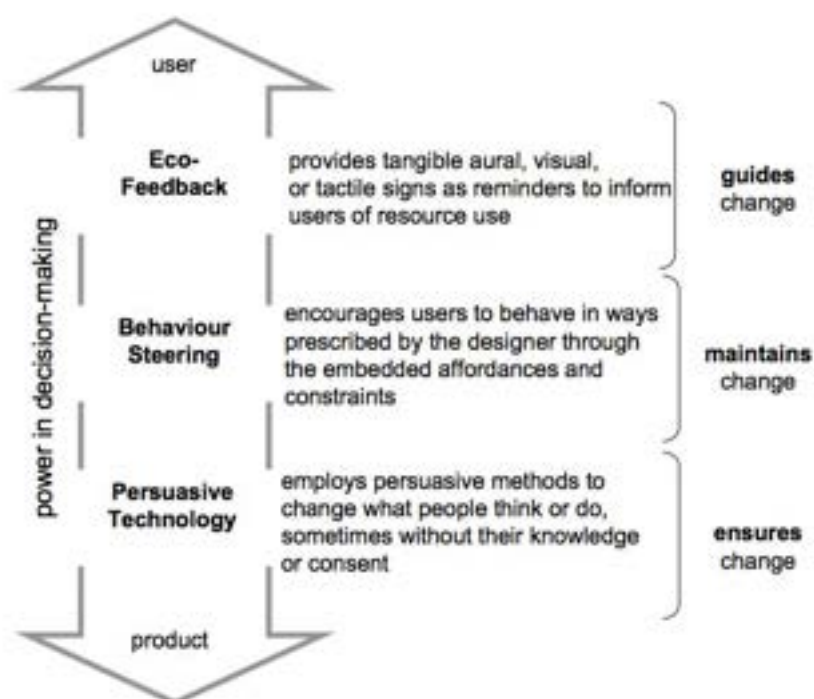 user
Eco-
Feedback
provides tangible aural, visual,
or tactile signs as reminders to inform
users of resource use
guides
change
power in decision-making
Behaviour
Steering
encourages users to behave in ways
prescribed by the designer through
the embedded affordances and
constraints
maintains
change
Persuasive
Technology
employs persuasive methods to
change what people think or do,
sometimes without their knowledge
or consent
ensures
change
product